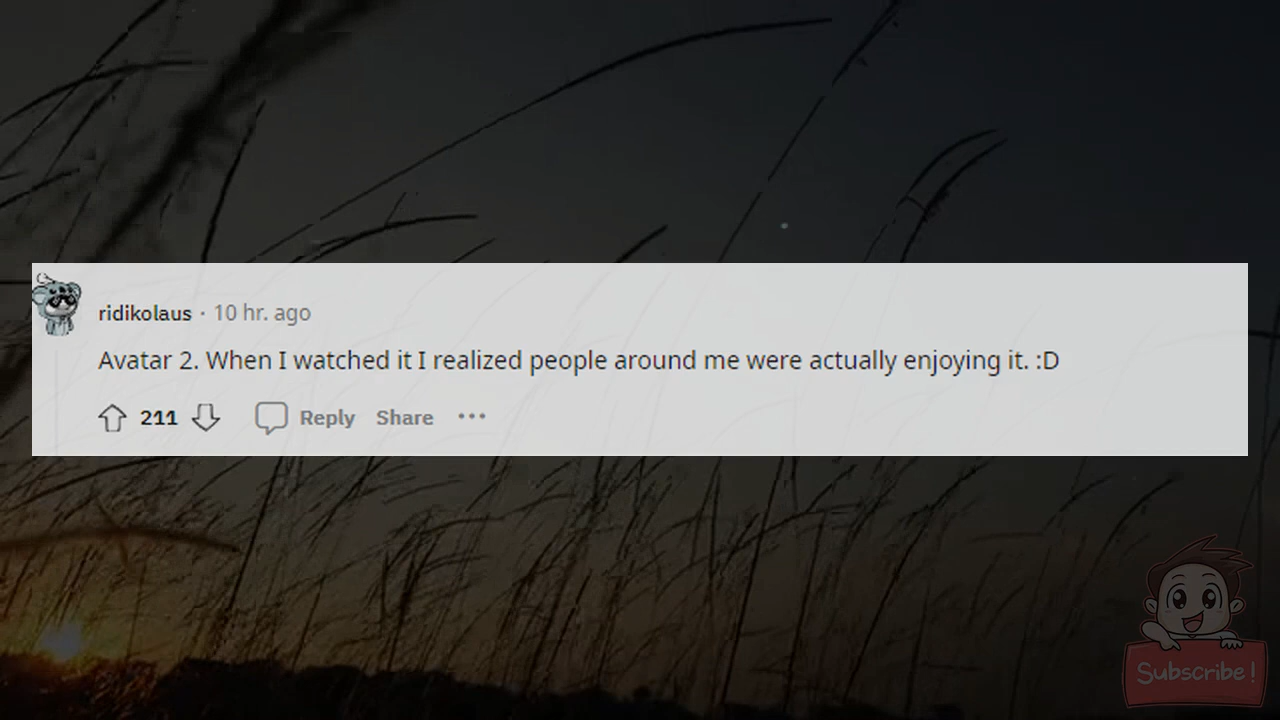 ridikolaus · 10 hr. ago
Avatar 2. When I watched it I realized people around me were actually enjoying it. :D
211 Reply Share ...
Subscribe!